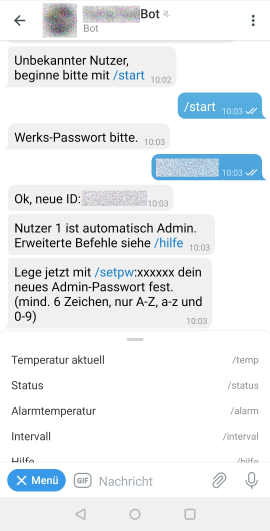 Bot
Bot
Unbekannter Nutzer,
beginne bitte mit /start 10:02
/start 10:03
Werks-Passwort bitte. 10:03
10:03
Ok, neue ID: 10:03
Nutzer 1 ist automatisch Admin.
Erweiterte Befehle siehe /hilfe 10:03
Lege jetzt mit /setpw:xxxxxx dein
neues Admin-Passwort fest.
(mind. 6 Zeichen, nur A-Z, a-z und
0-9) 10:03
Temperatur aktuell /temp
Status /status
Alarmtemperatur /alarm
Intervall /interval
Hilfe /hilfe
Menü GIF Nachricht